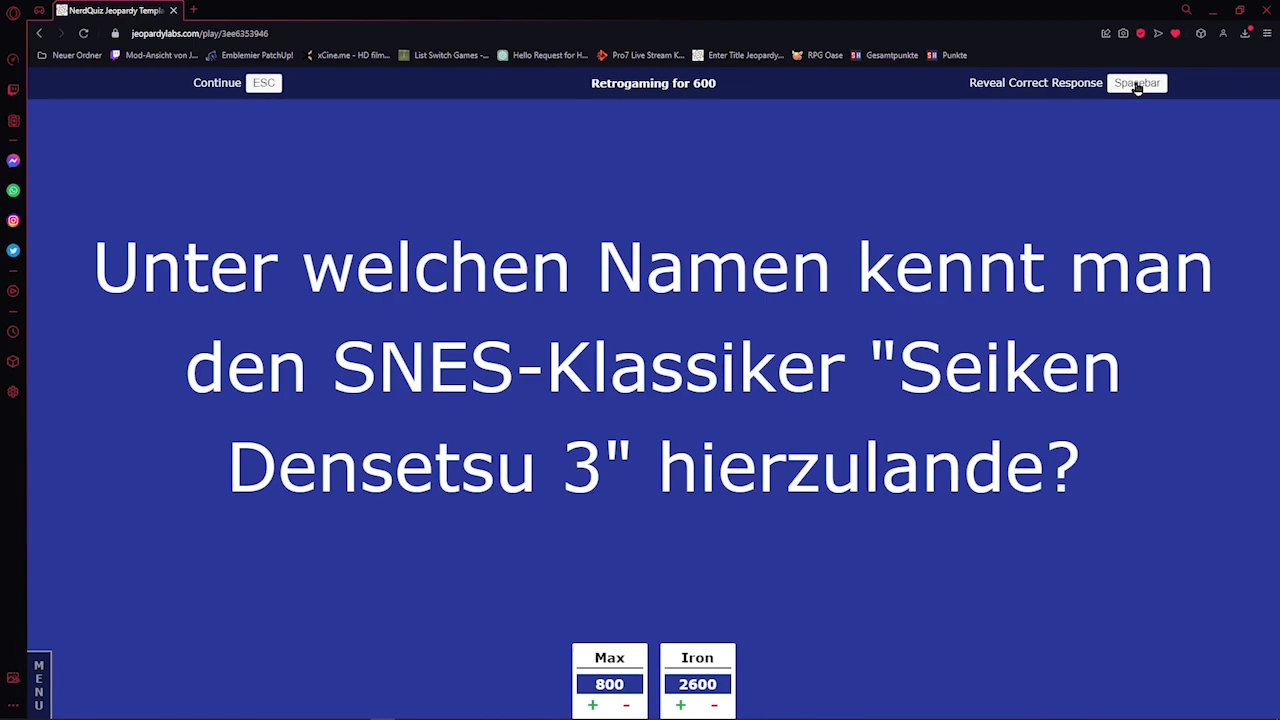 NerdQuiz Jeopardy Templa
jeopardylabs.com/play/3ee6353946
Neuer Ordner
Mod-Ansicht von J...
Emblemier PatchUp!
xCine.me - HD film...
List Switch Games -...
Hello Request for H...
Pro7 Live Stream K...
Enter Title Jeopardy...
RPG Oase
Gesamtpunkte
Punkte
Continue ESC
Retrogaming for 600
Reveal Correct Response Spacebar
Unter welchen Namen kennt man
den SNES-Klassiker "Seiken
Densetsu 3" hierzulande?
MENU
Max
800
+ -
Iron
2600
+ -